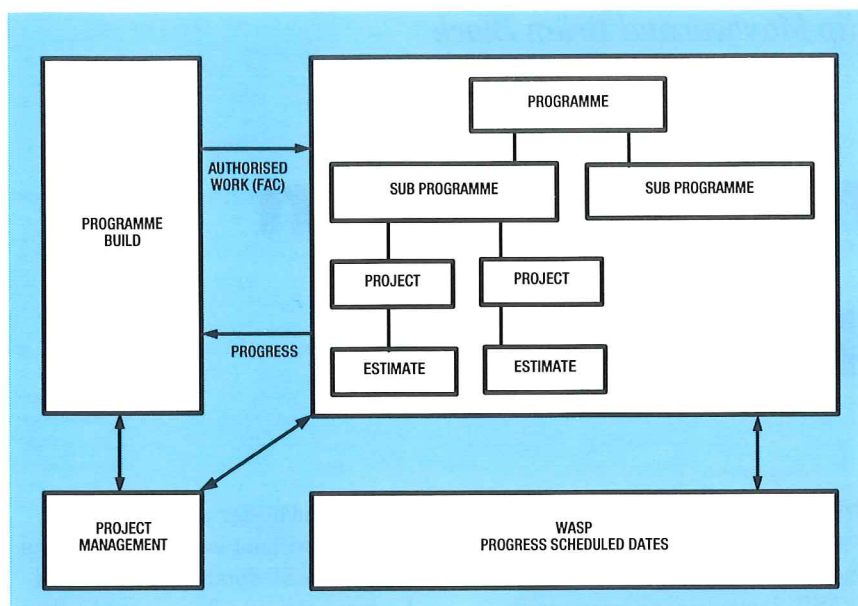 PROGRAMME
SUB PROGRAMME
SUB PROGRAMME
PROJECT
PROJECT
ESTIMATE
ESTIMATE
PROGRAMME
BUILD
AUTHORISED
WORK (FAC)
PROGRESS
PROJECT
MANAGEMENT
WASP
PROGRESS SCHEDULED DATES